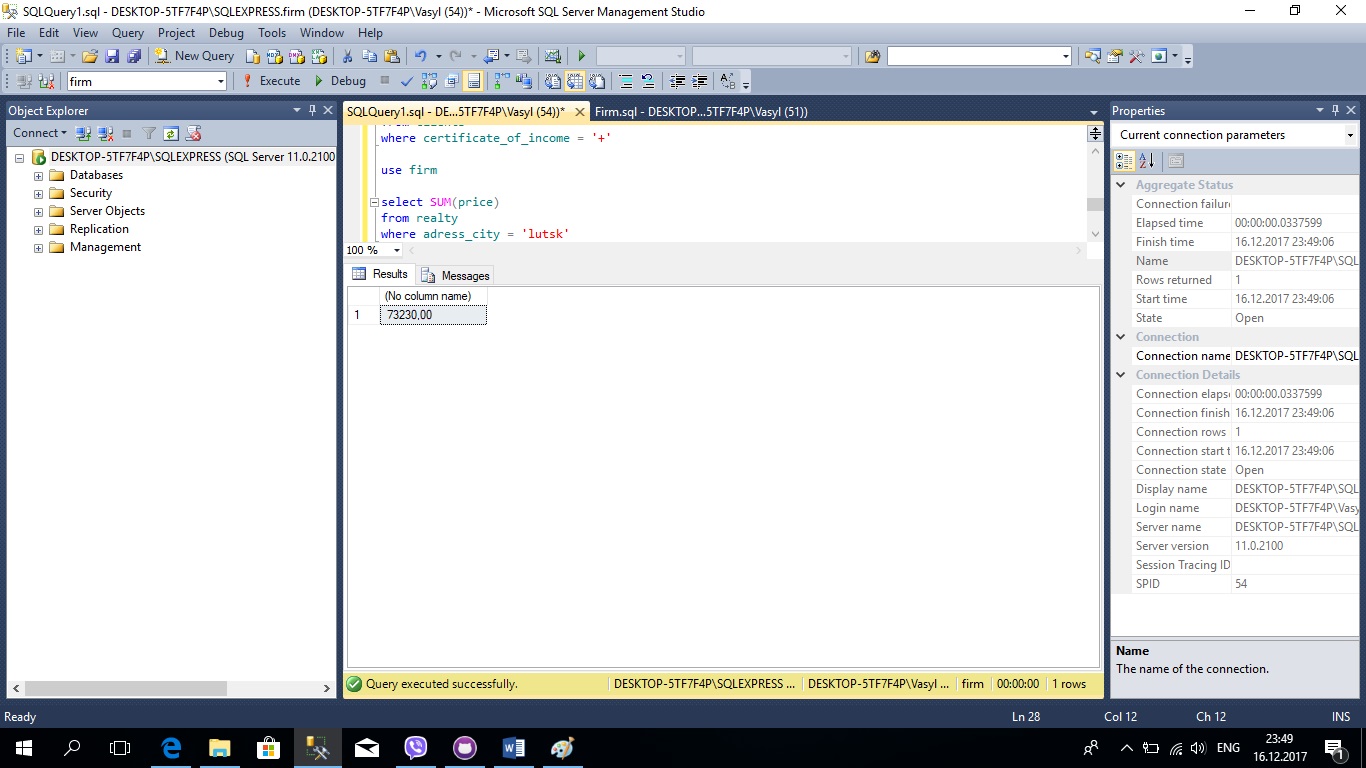 SQLQuery1.sql - DESKTOP-5TF7F4P\SQLEXPRESS.firm (DESKTOP-5TF7F4P\Vasyl (54))* - Microsoft SQL Server Management Studio
File Edit View Query Project Debug Tools Window Help
New Query
firm Execute Debug
Object Explorer
Connect
DESKTOP-5TF7F4P\SQLEXPRESS (SQL Server 11.0.2100
Databases
Security
Server Objects
Replication
Management
SQLQuery1.sql - DE...5TF7F4P\Vasyl (54))* Firm.sql - DESKTOP...5TF7F4P\Vasyl (51))
where certificate_of_income = '+'
use firm
select SUM(price)
from realty
where adress_city = 'lutsk'
100 %
Results Messages
(No column name)
1 73230,00
Query executed successfully. DESKTOP-5TF7F4P\SQLEXPRESS ... DESKTOP-5TF7F4P\Vasyl ... firm 00:00:00 1 rows
Properties
Current connection parameters
Aggregate Status
Connection failure
Elapsed time 00:00:00.0337599
Finish time 16.12.2017 23:49:06
Name DESKTOP-5TF7F4P\SQL
Rows returned 1
Start time 16.12.2017 23:49:06
State Open
Connection
Connection name DESKTOP-5TF7F4P\SQL
Connection Details
Connection elapse 00:00:00.0337599
Connection finish 16.12.2017 23:49:06
Connection rows 1
Connection start t 16.12.2017 23:49:06
Connection state Open
Display name DESKTOP-5TF7F4P\SQL
Login name DESKTOP-5TF7F4P\Vasy
Server name DESKTOP-5TF7F4P\SQL
Server version 11.0.2100
Session Tracing ID
SPID 54
Name
The name of the connection.
Ready Ln 28 Col 12 Ch 12 INS
ENG 23:49
16.12.2017